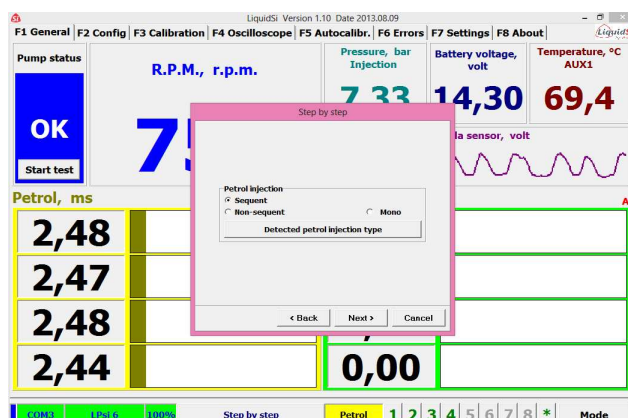 LiquidSi Version 1.10 Date 2013.08.09
F1 General F2 Config F3 Calibration F4 Oscilloscope F5 Autocalibr. F6 Errors F7 Settings F8 About
Pump status
OK
Start test
R.P.M., r.p.m.
Pressure, bar
Injection
7,33
Battery voltage,
volt
14,30
Temperature, °C
AUX1
69,4
sensor, volt
Step by step
Petrol injection
Sequent
Non-sequent Mono
Detected petrol injection type
< Back Next > Cancel
Petrol, ms
2,48
2,47
2,48
2,44
0,00
COM3 LPsi 6 100% Step by step Petrol 1 2 3 4 5 6 7 8 * Mode